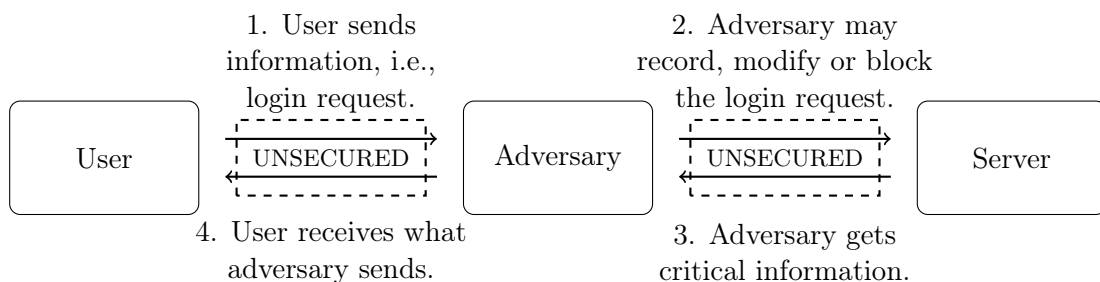 1. User sends
information, i.e.,
login request.
2. Adversary may
record, modify or block
the login request.
User
UNSECURED
Adversary
UNSECURED
Server
4. User receives what
adversary sends.
3. Adversary gets
critical information.